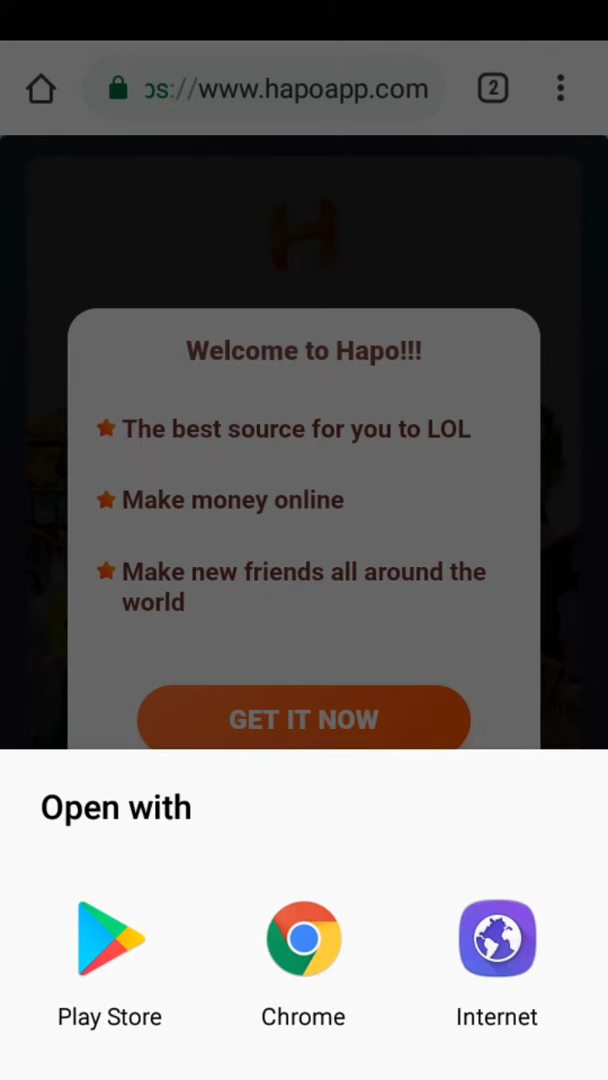 ps://www.hapoapp.com
2
Welcome to Hapo!!!
The best source for you to LOL
Make money online
Make new friends all around the
world
GET IT NOW
Open with
Play Store Chrome Internet